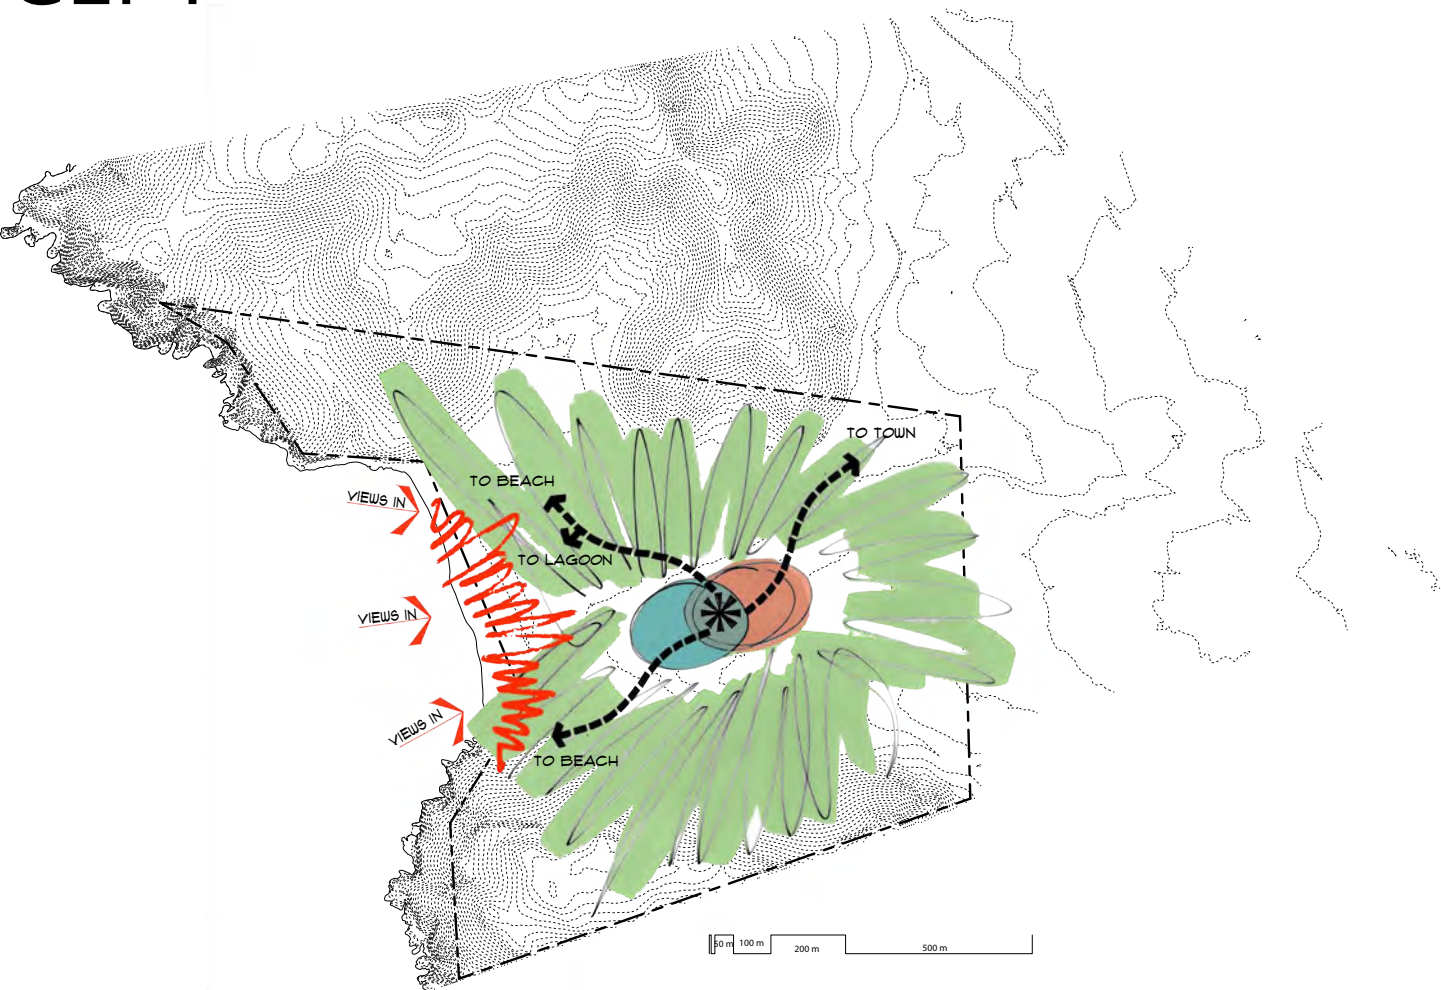 TO TOWN
TO BEACH
VIEWS IN
TO LAGOON
VIEWS IN
VIEWS IN
TO BEACH
50 m
100 m
200 m
500 m